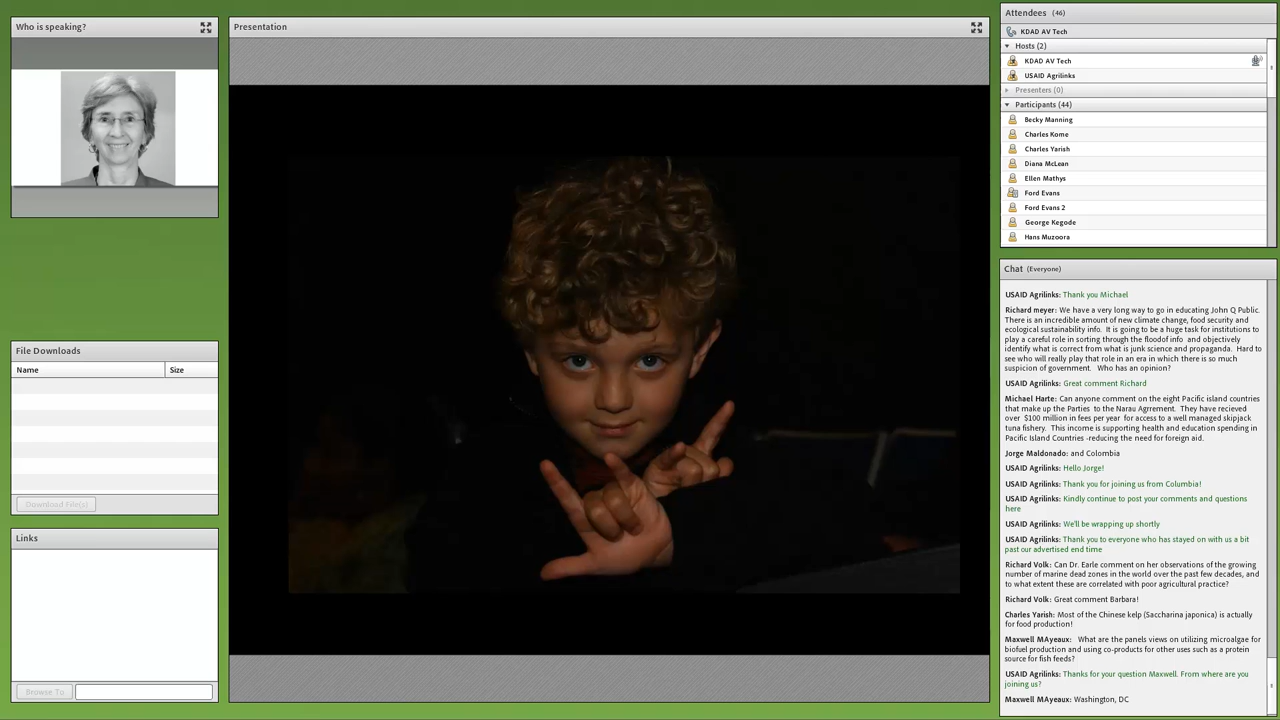 Who is speaking?
File Downloads
Name Size
Download File(s)
Links
Browse To
Presentation
Attendees (46)
KDAD AV Tech
Hosts (2)
KDAD AV Tech
USAID Agrilinks
Presenters (0)
Participants (44)
Becky Manning
Charles Kome
Charles Yarish
Diana McLean
Ellen Mathys
Ford Evans
Ford Evans 2
George Kegode
Hans Muzoora
Chat (Everyone)
USAID Agrilinks: Thank you Michael
Richard meyer: We have a very long way to go in educating John Q Public.
There is an incredible amount of new climate change, food security and
ecological sustainability info. It is going to be a huge task for institutions to
play a careful role in sorting through the floodof info and objectively
identify what is correct from what is junk science and propaganda. Hard to
see who will really play that role in an era in which there is so much
suspicion of government. Who has an opinion?
USAID Agrilinks: Great comment Richard
Michael Harte: Can anyone comment on the eight Pacific island countries
that make up the Parties to the Narau Agrrement. They have recieved
over $100 million in fees per year for access to a well managed skipjack
tuna fishery. This income is supporting health and education spending in
Pacific Island Countries -reducing the need for foreign aid.
Jorge Maldonado: and Colombia
USAID Agrilinks: Hello Jorge!
USAID Agrilinks: Thank you for joining us from Columbia!
USAID Agrilinks: Kindly continue to post your comments and questions
here
USAID Agrilinks: We'll be wrapping up shortly
USAID Agrilinks: Thank you to everyone who has stayed on with us a bit
past our advertised end time
Richard Volk: Can Dr. Earle comment on her observations of the growing
number of marine dead zones in the world over the past few decades, and
to what extent these are correlated with poor agricultural practice?
Richard Volk: Great comment Barbara!
Charles Yarish: Most of the Chinese kelp (Saccharina japonica) is actually
for food production!
Maxwell MAyeaux: What are the panels views on utilizing microalgae for
biofuel production and using co-products for other uses such as a protein
source for fish feeds?
USAID Agrilinks: Thanks for your question Maxwell. From where are you
joining us?
Maxwell MAyeaux: Washington, DC